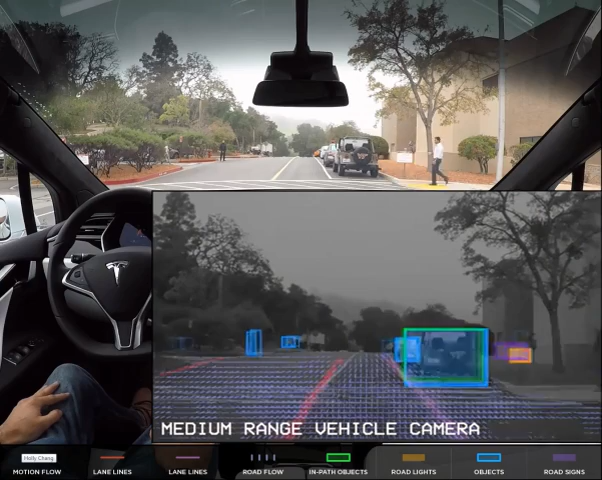 MEDIUM RANGE VEHICLE CAMERA
Holly Cheng
MOTION FLOW
LANE LINES
LANE LINES
ROAD FLOW
IN-PATH OBJECTS
ROAD LIGHTS
OBJECTS
ROAD SIGNS